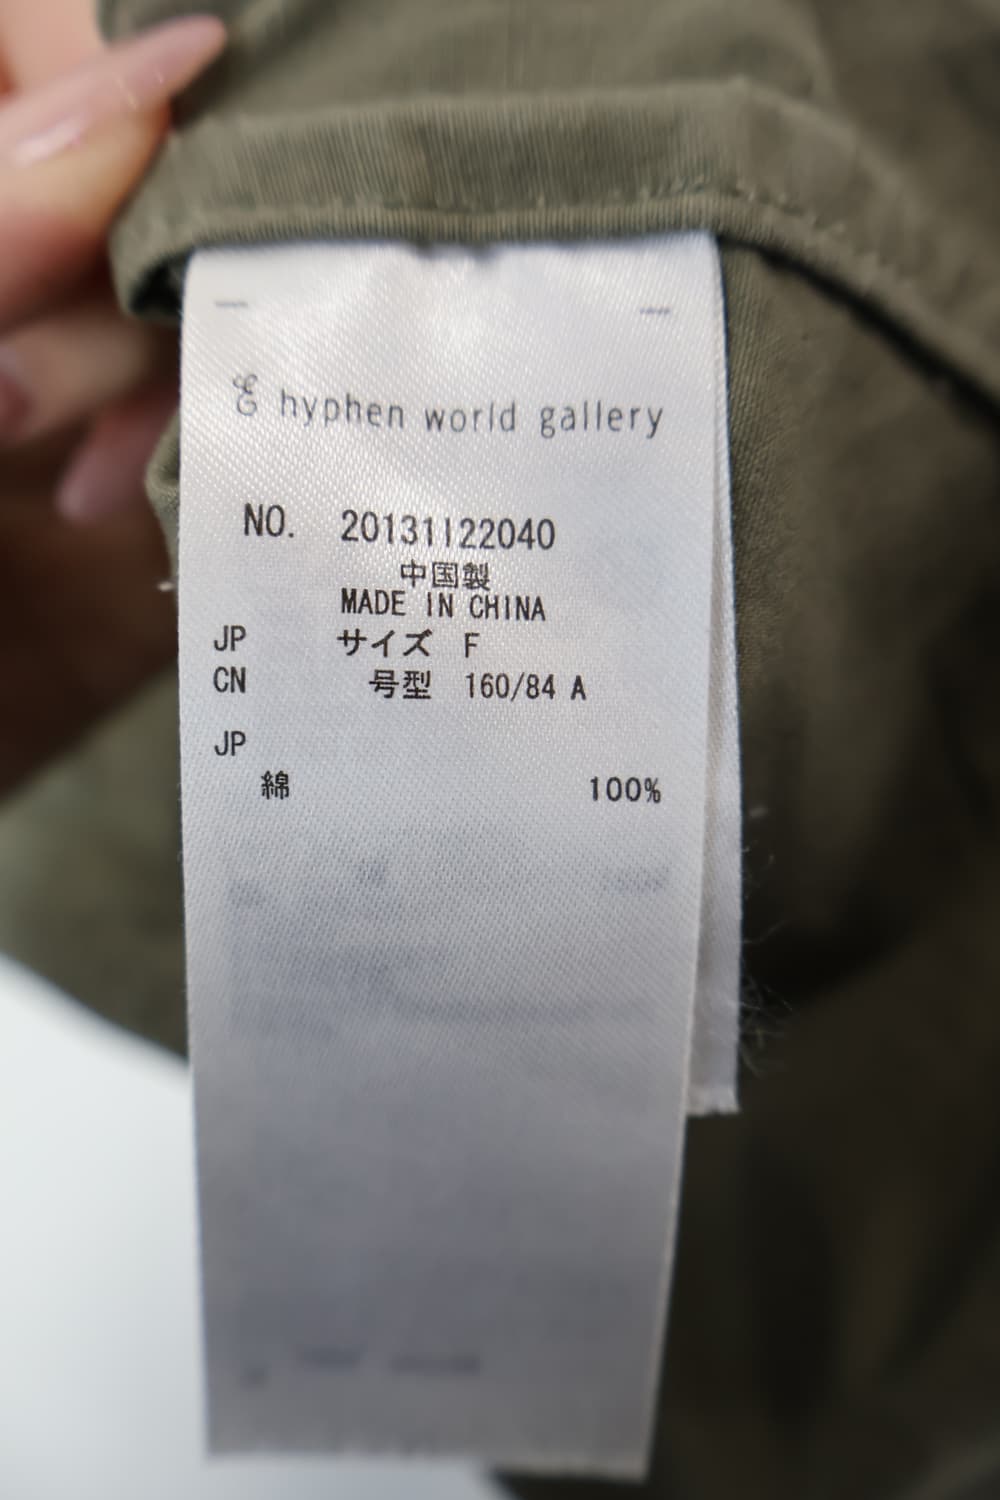 hyphen world gallery
NO. 20131I22040
中国製
MADE IN CHINA
JP サイズ F
CN 号型 160/84 A
JP
綿 100%